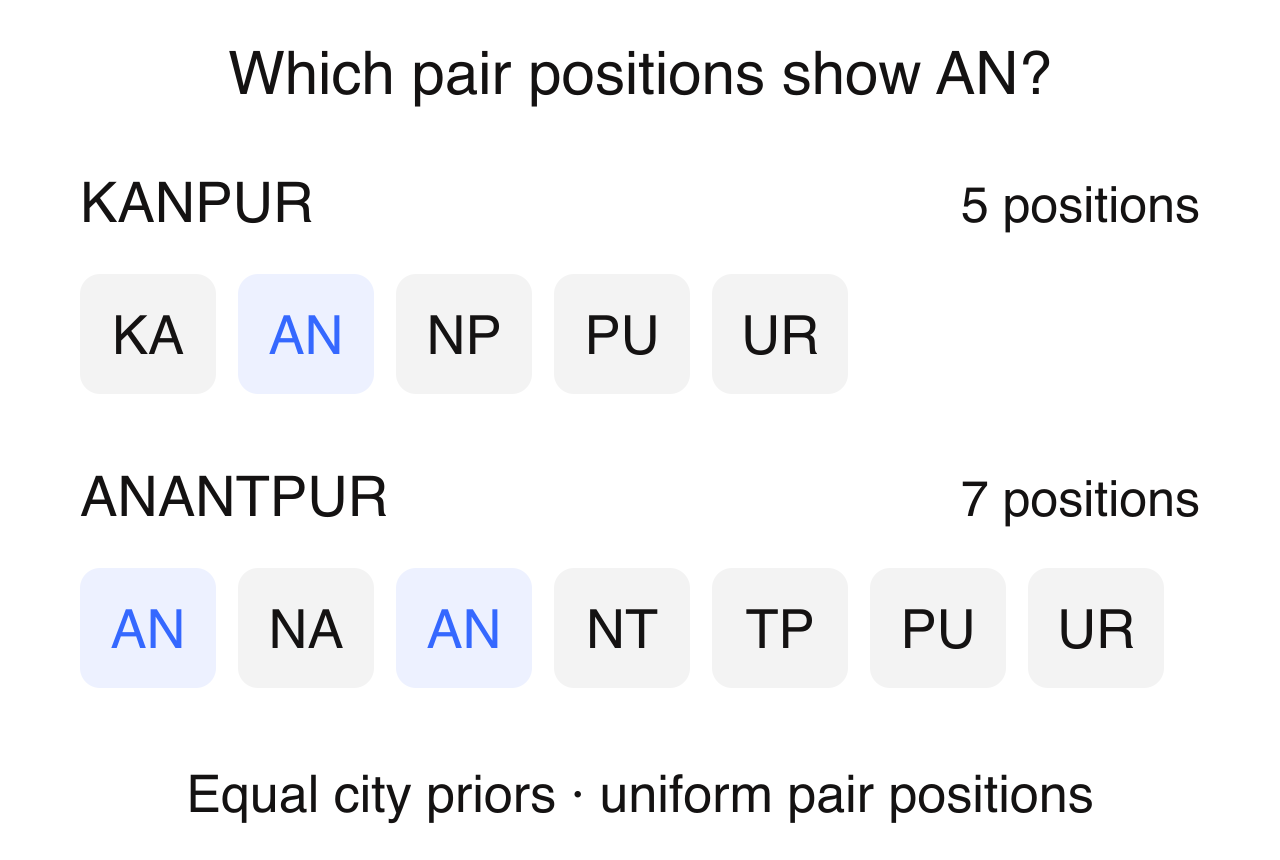 Which pair positions show AN?
KANPUR 5 positions
KA AN NP PU UR
ANANTPUR 7 positions
AN NA AN NT TP PU UR
Equal city priors · uniform pair positions